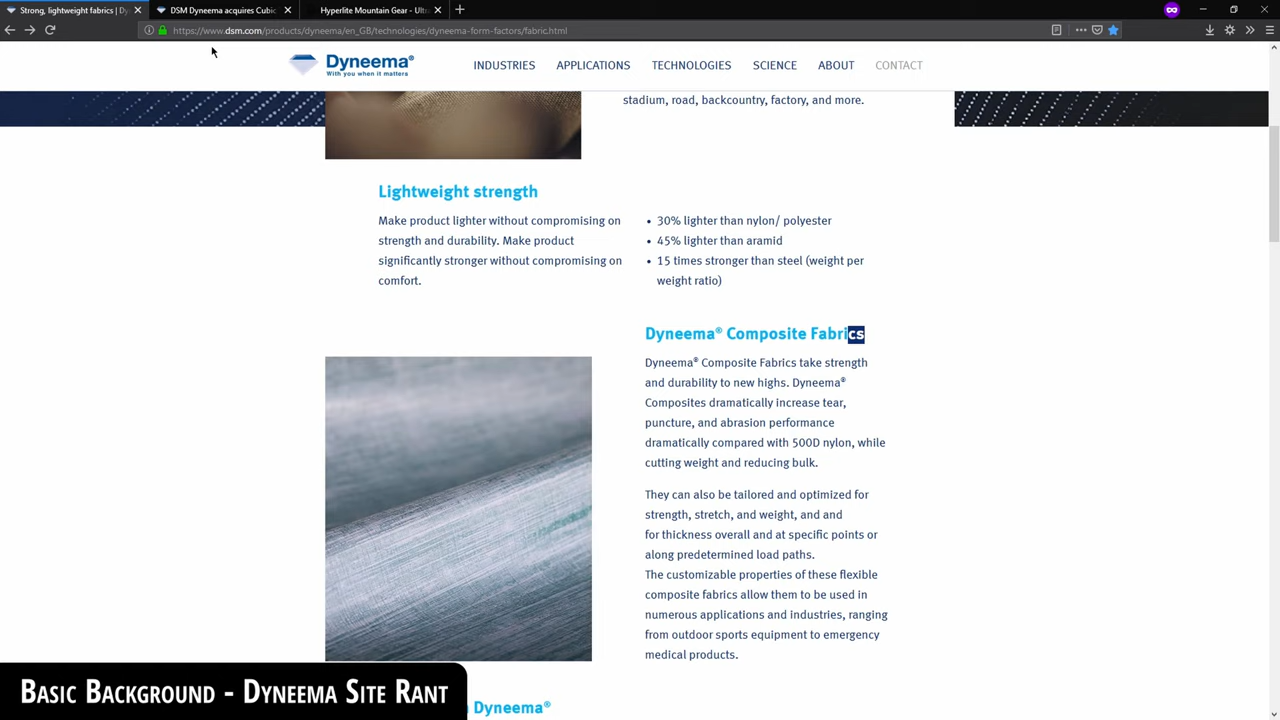 Strong, lightweight fabrics | Dy
DSM Dyneema acquires Cubic
Hyperlite Mountain Gear - Ultra
https://www.dsm.com/products/dyneema/en_GB/technologies/dyneema-form-factors/fabric.html
Dyneema®
With you when it matters
INDUSTRIES APPLICATIONS TECHNOLOGIES SCIENCE ABOUT CONTACT
stadium, road, backcountry, factory, and more.
Lightweight strength
Make product lighter without compromising on
strength and durability. Make product
significantly stronger without compromising on
comfort.
• 30% lighter than nylon/ polyester
• 45% lighter than aramid
• 15 times stronger than steel (weight per
weight ratio)
Dyneema® Composite Fabrics
Dyneema® Composite Fabrics take strength
and durability to new highs. Dyneema®
Composites dramatically increase tear,
puncture, and abrasion performance
dramatically compared with 500D nylon, while
cutting weight and reducing bulk.
They can also be tailored and optimized for
strength, stretch, and weight, and and
for thickness overall and at specific points or
along predetermined load paths.
The customizable properties of these flexible
composite fabrics allow them to be used in
numerous applications and industries, ranging
from outdoor sports equipment to emergency
medical products.
Dyneema®
Basic Background - Dyneema Site Rant